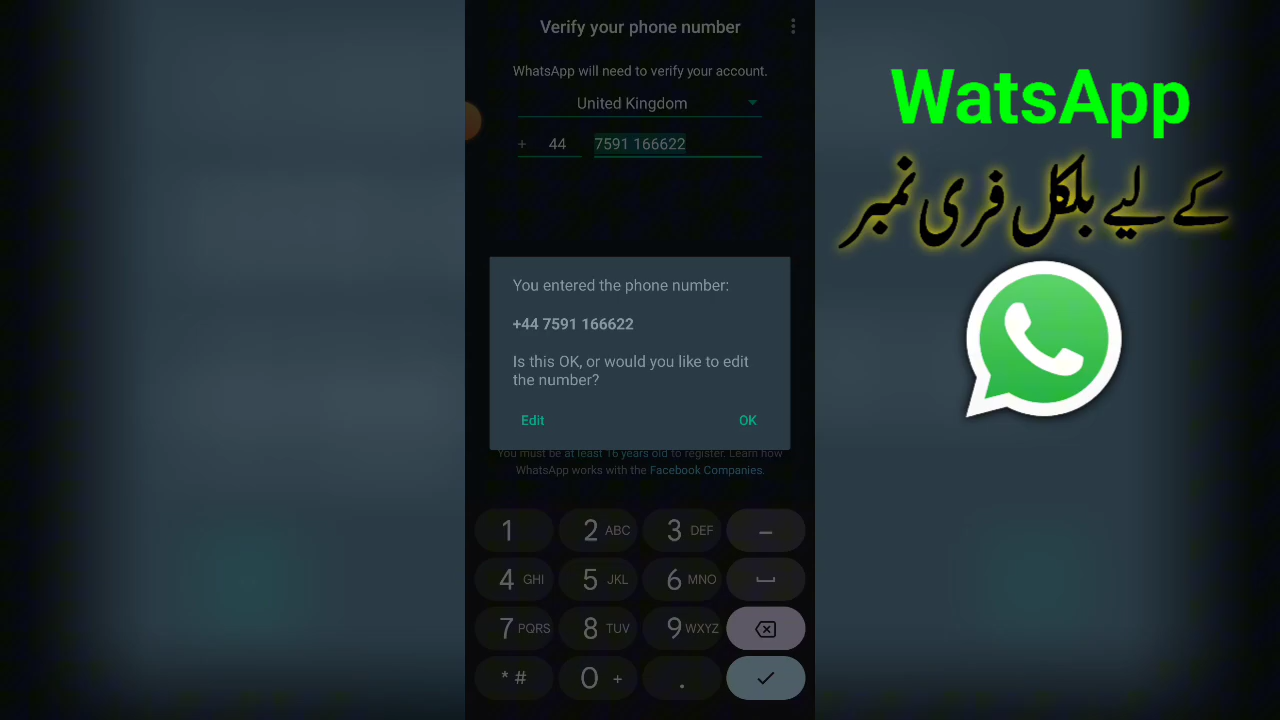 Verify your phone number
WhatsApp will need to verify your account.
United Kingdom
+ 44 7591 166622
You entered the phone number:
+44 7591 166622
Is this OK, or would you like to edit
the number?
Edit OK
You must be at least 16 years old to register. Learn how
WhatsApp works with the Facebook Companies.
1 2 ABC 3 DEF –
4 GHI 5 JKL 6 MNO
7 PQRS 8 TUV 9 WXYZ
* # 0 + .
WatsApp
کے لیے بلکل فری نمبر